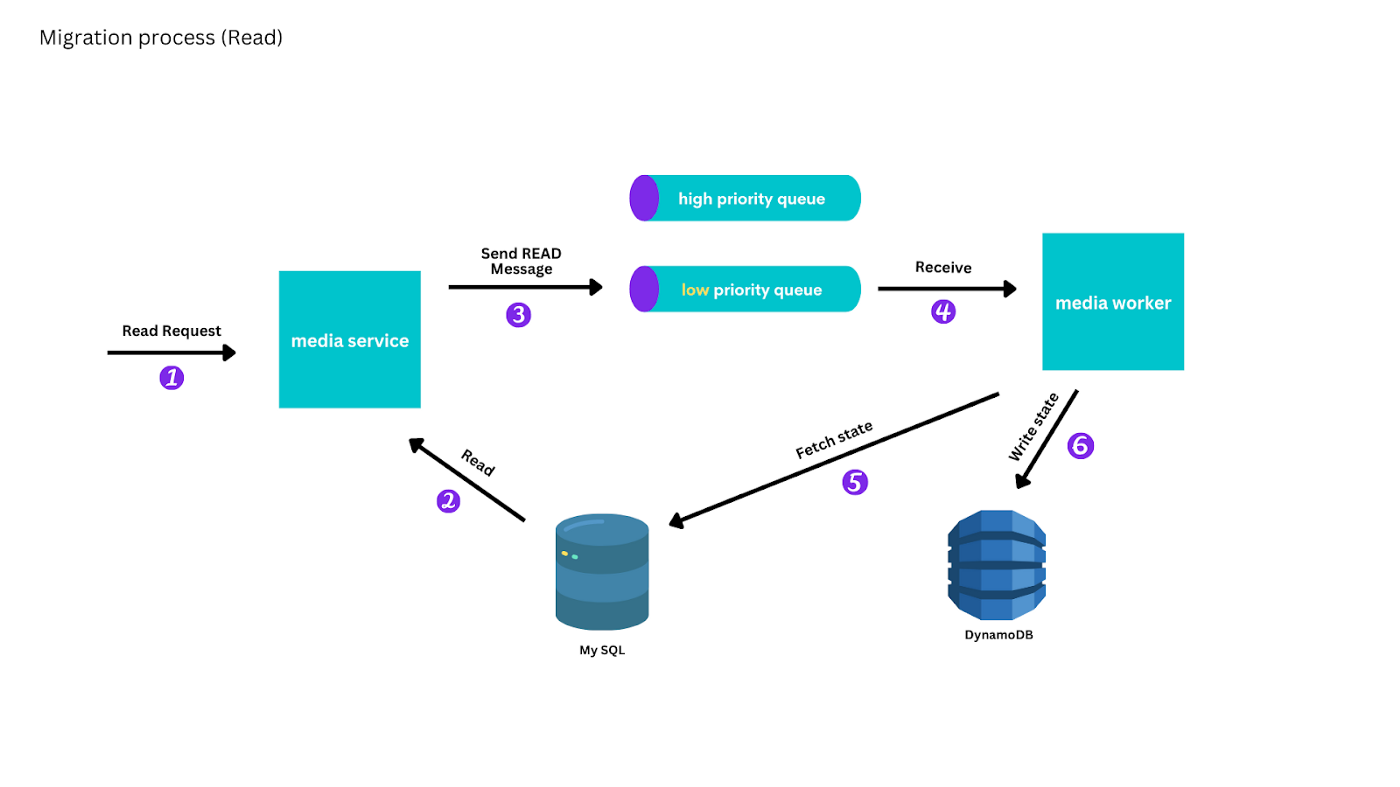 Migration process (Read)
high priority queue
Send READ
Message
low priority queue
Receive
media worker
Read Request
media service
3
4
1
Read
2
Fetch state
5
Write state
6
My SQL
DynamoDB